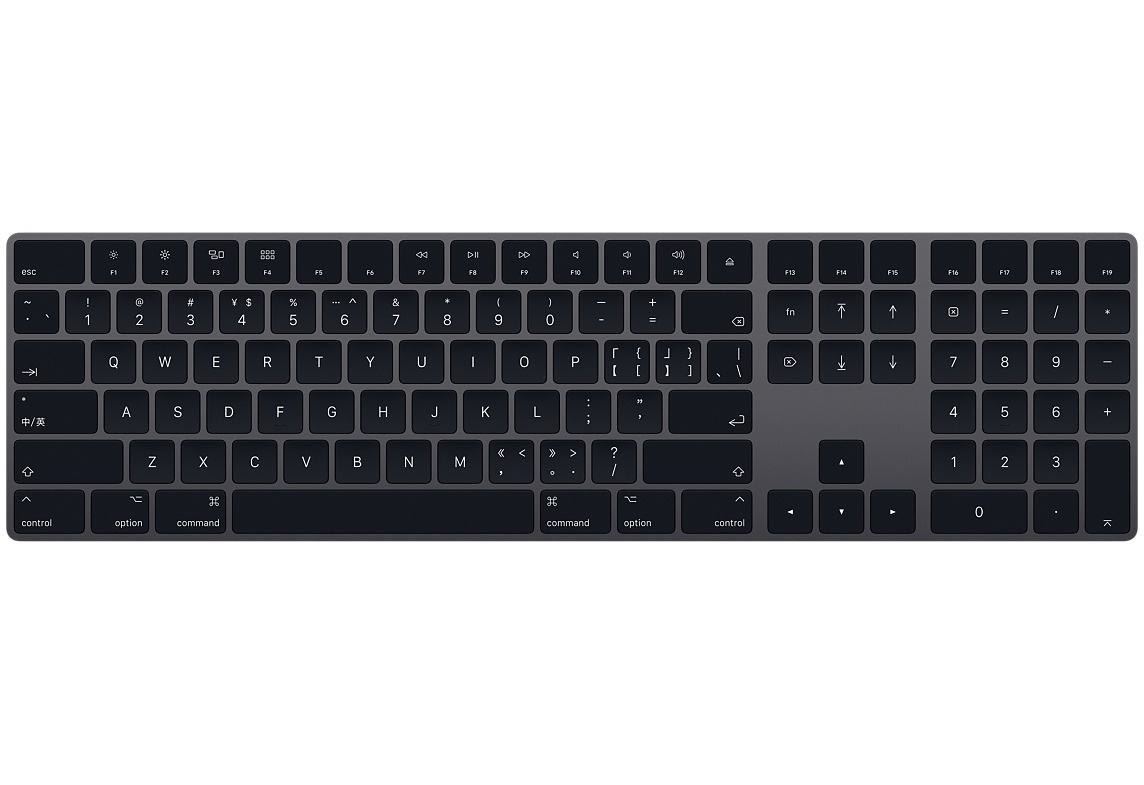 esc F1 F2 F3 F4 F5 F6 F7 F8 F9 F10 F11 F12 F13 F14 F15 F16 F17 F18 F19
~ ! @ # ¥ $ % … ^ & * ( ) — +
· ` 1 2 3 4 5 6 7 8 9 0 - = fn = / *
Q W E R T Y U I O P 「 { 」 } | 7 8 9 −
【 [ 】 ] 、 \
中/英 A S D F G H J K L : ; " ' 4 5 6 +
Z X C V B N M 《 < 》 > ? 1 2 3
, 。 . /
⌃ ⌥ ⌘ ⌘ ⌥ ⌃
control option command command option control 0 .